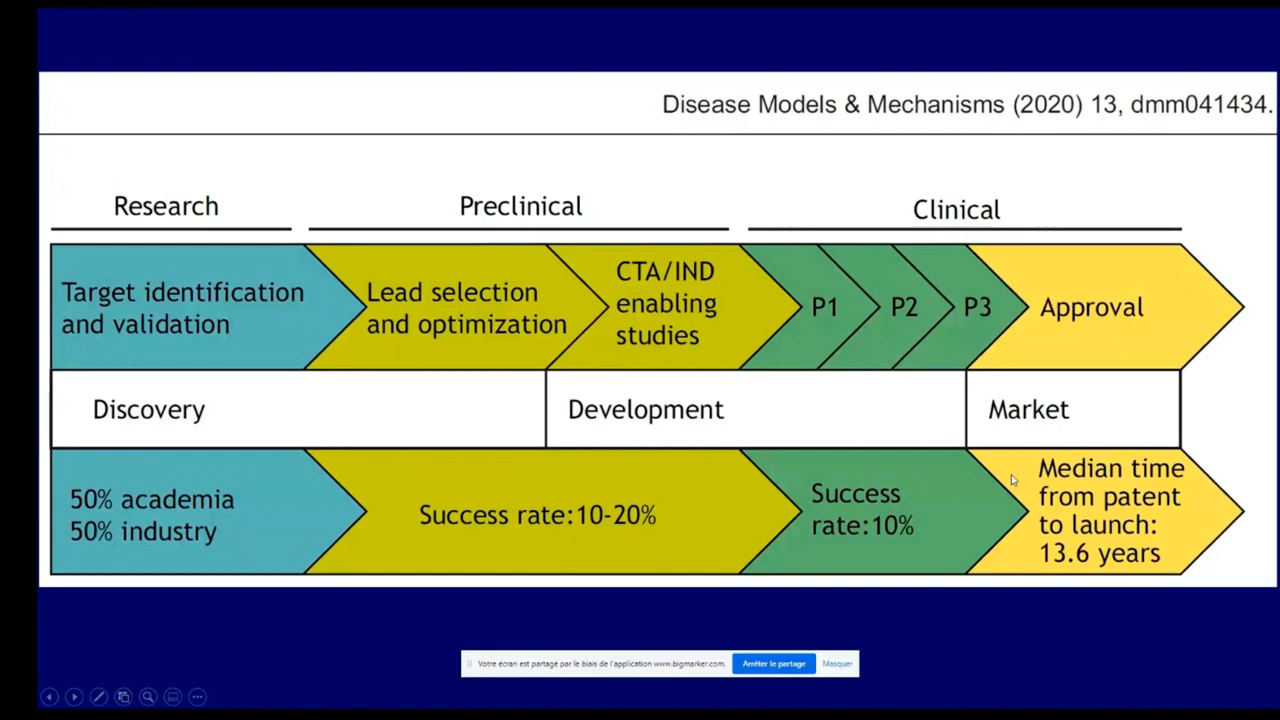 Disease Models & Mechanisms (2020) 13, dmm041434.
Research
Preclinical
Clinical
Target identification
and validation
Lead selection
and optimization
CTA/IND
enabling
studies
P1
P2
P3
Approval
Discovery
Development
Market
50% academia
50% industry
Success rate:10-20%
Success
rate:10%
Median time
from patent
to launch:
13.6 years
Votre écran est partagé par le biais de l'application www.bigmarker.com.
Arrêter le partage
Masquer